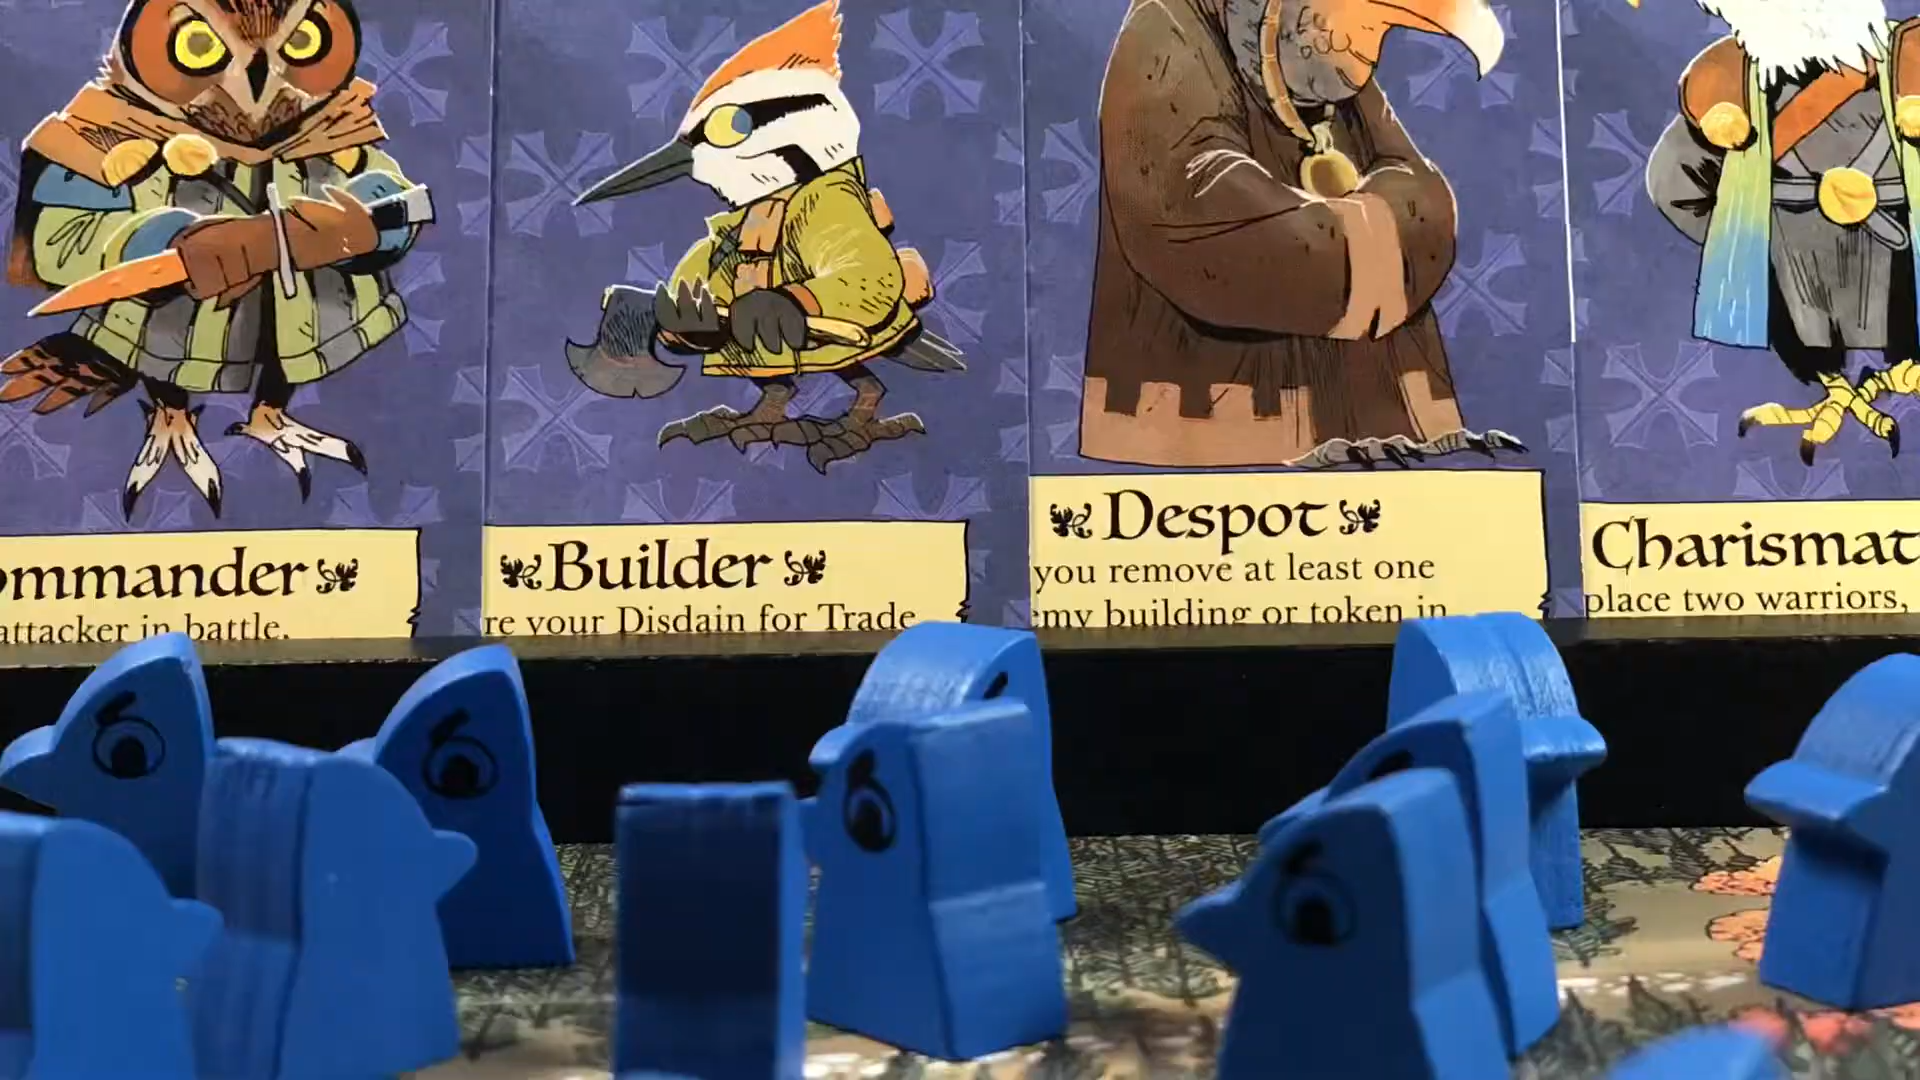 ommander
attacker in battle.
Builder
re your Disdain for Trade
Despot
you remove at least one
emy building or token in
Charismat
place two warriors,